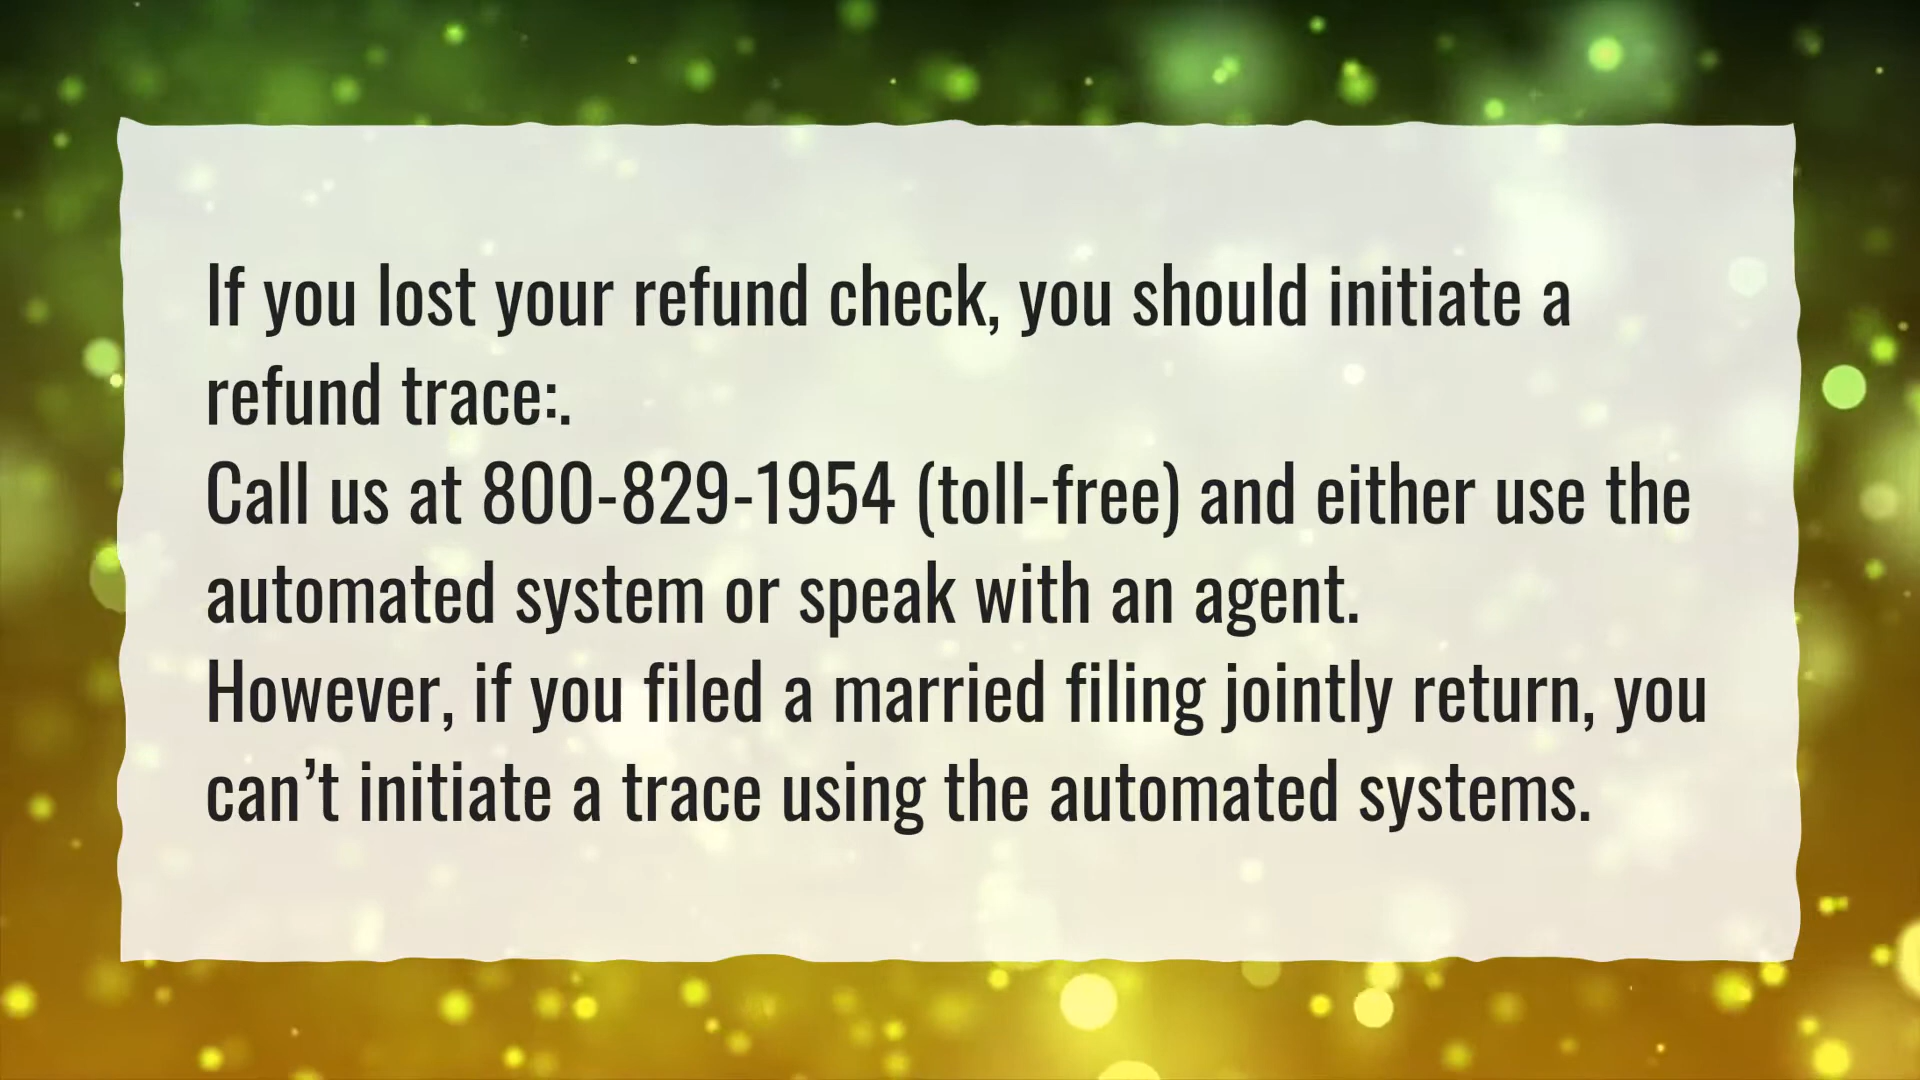 If you lost your refund check, you should initiate a
refund trace:.
Call us at 800-829-1954 (toll-free) and either use the
automated system or speak with an agent.
However, if you filed a married filing jointly return, you
can’t initiate a trace using the automated systems.